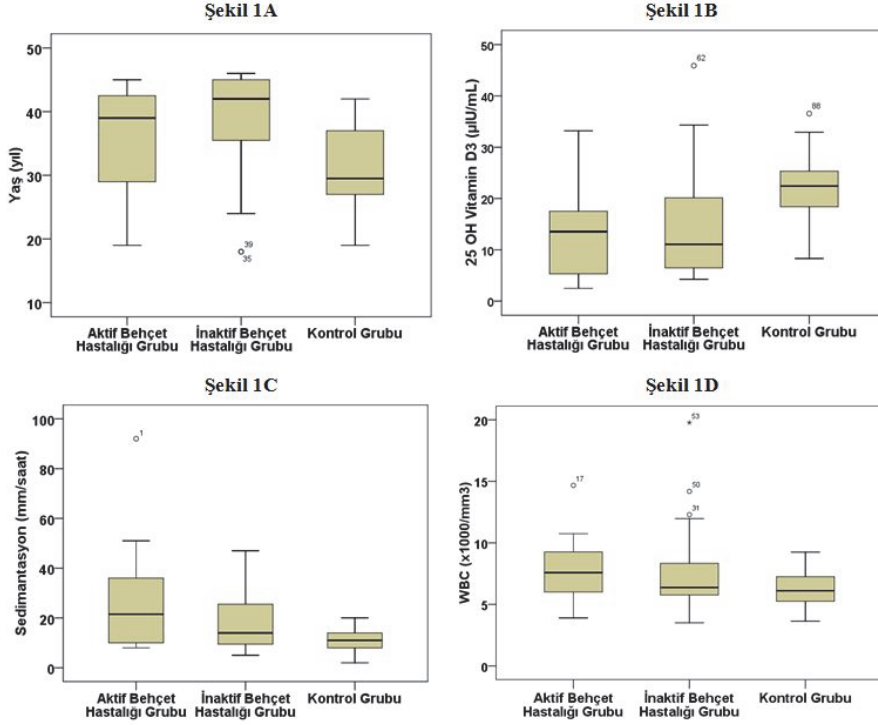 Şekil 1A
Yaş (yıl)
50
40
30
20
10
39
35
Aktif Behçet
Hastalığı Grubu
İnaktif Behçet
Hastalığı Grubu
Kontrol Grubu
Şekil 1B
25 OH Vitamin D3 (µIU/mL)
50
40
30
20
10
0
62
88
Aktif Behçet
Hastalığı Grubu
İnaktif Behçet
Hastalığı Grubu
Kontrol Grubu
Şekil 1C
Sedimantasyon (mm/saat)
100
80
60
40
20
0
1
Aktif Behçet
Hastalığı Grubu
İnaktif Behçet
Hastalığı Grubu
Kontrol Grubu
Şekil 1D
WBC (x1000/mm3)
20
15
10
5
0
17
53
50
31
Aktif Behçet
Hastalığı Grubu
İnaktif Behçet
Hastalığı Grubu
Kontrol Grubu